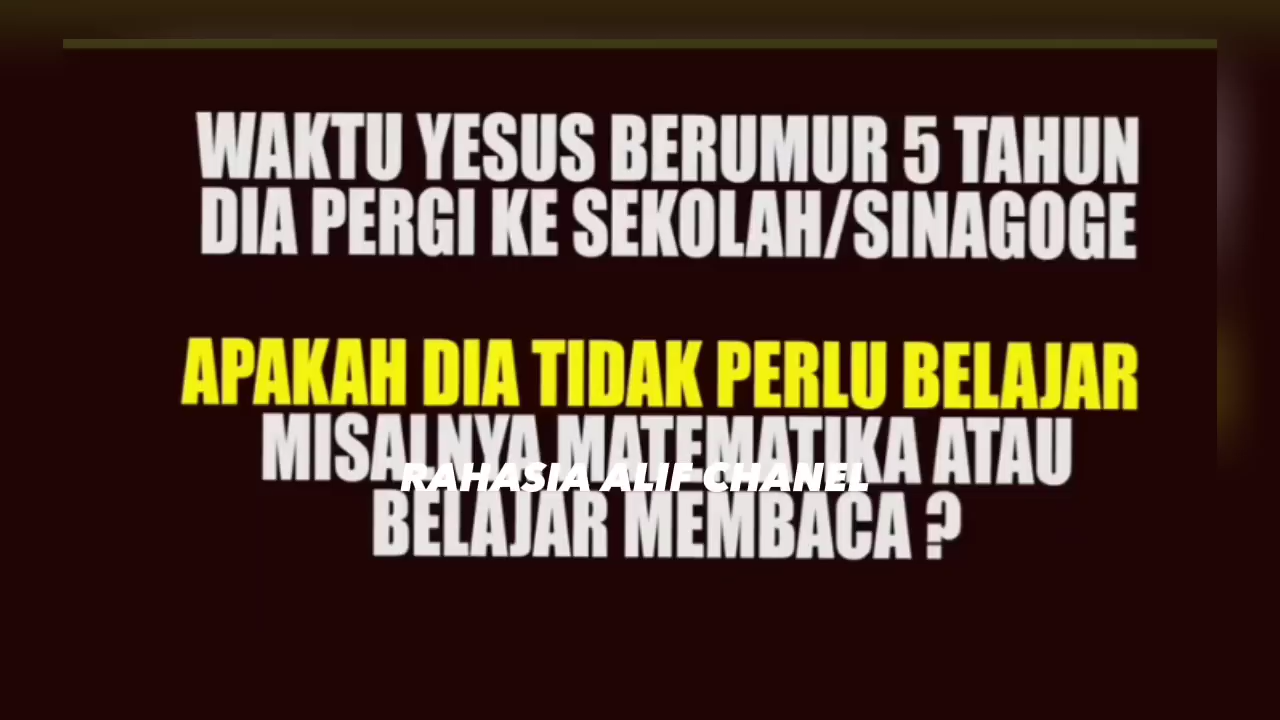 WAKTU YESUS BERUMUR 5 TAHUN
DIA PERGI KE SEKOLAH/SINAGOGE
APAKAH DIA TIDAK PERLU BELAJAR
MISALNYA MATEMATIKA ATAU
RAHASIA ALIF CHANEL
BELAJAR MEMBACA ?